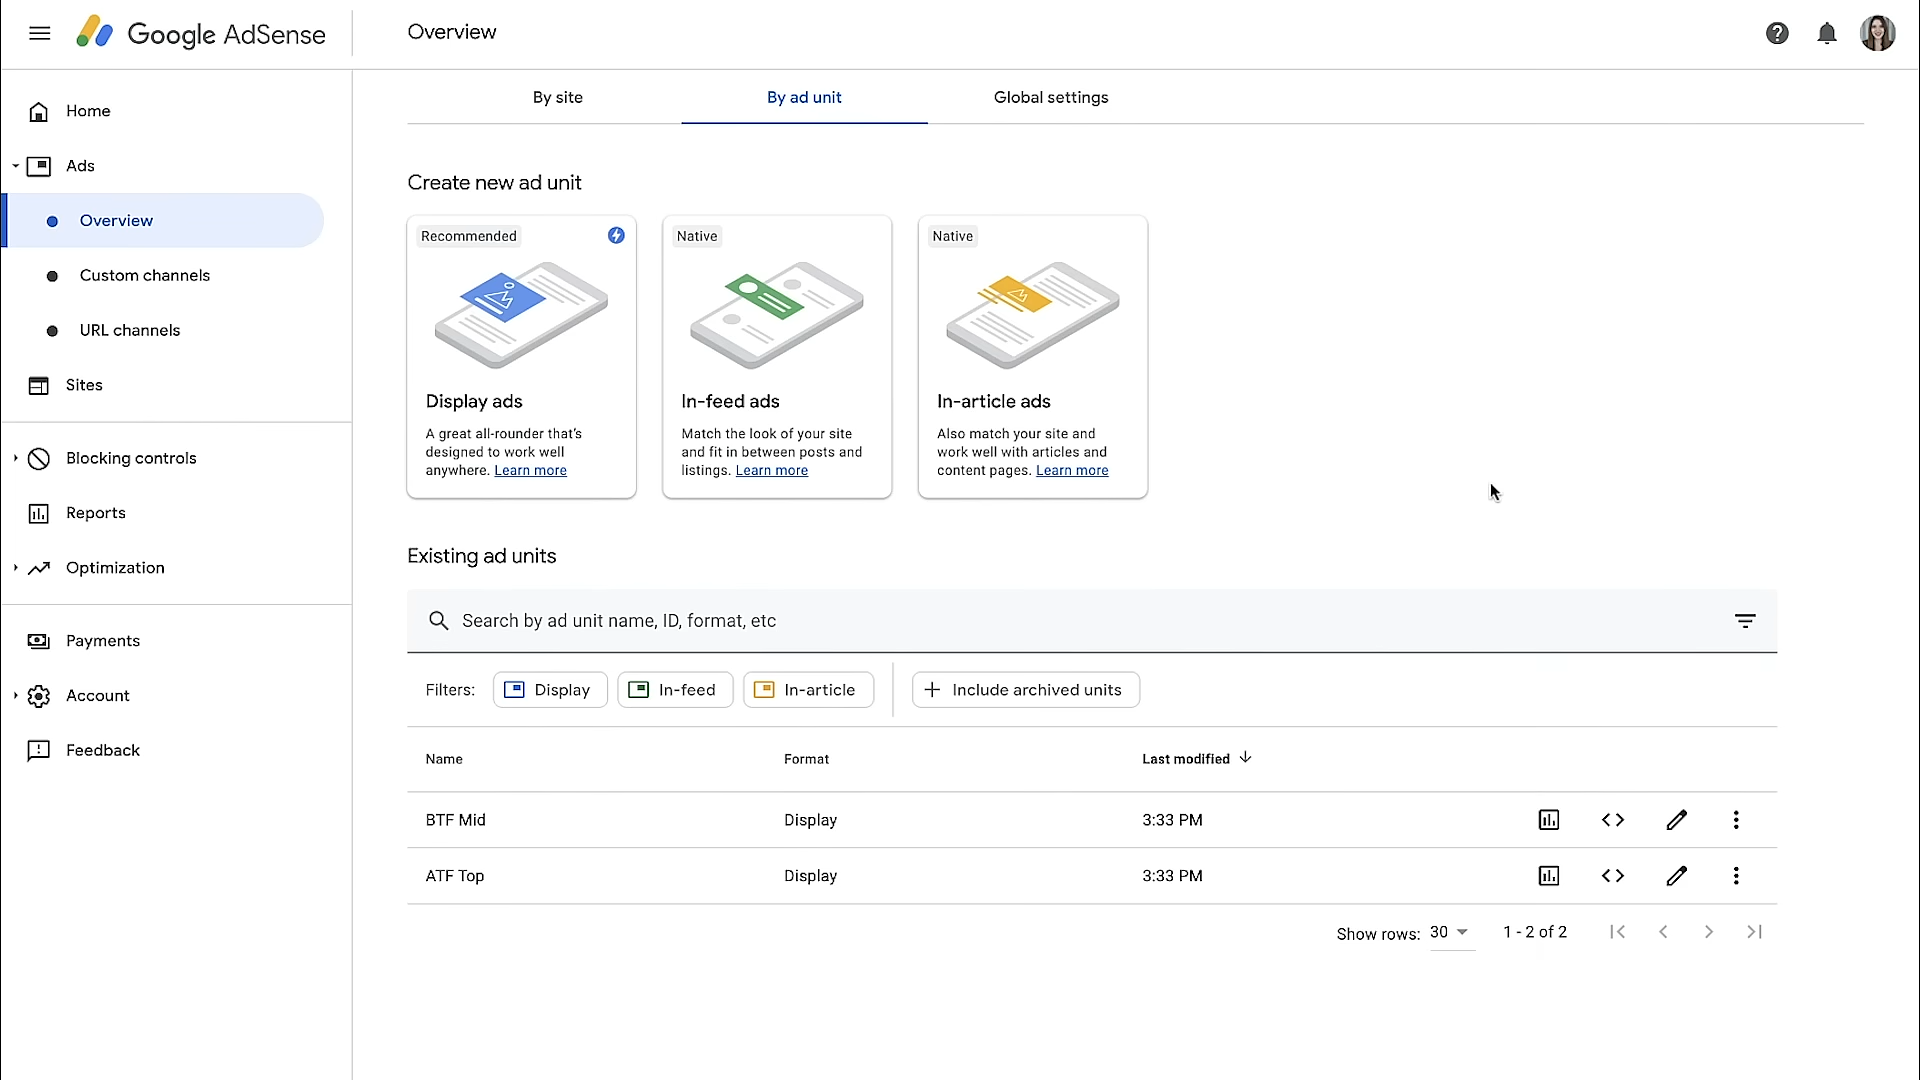 Google AdSense
Overview
Home
Ads
Overview
Custom channels
URL channels
Sites
Blocking controls
Reports
Optimization
Payments
Account
Feedback
By site
By ad unit
Global settings
Create new ad unit
Recommended
Display ads
A great all-rounder that's
designed to work well
anywhere. Learn more
Native
In-feed ads
Match the look of your site
and fit in between posts and
listings. Learn more
Native
In-article ads
Also match your site and
work well with articles and
content pages. Learn more
Existing ad units
Search by ad unit name, ID, format, etc
Filters: Display In-feed In-article Include archived units
Name Format Last modified
BTF Mid Display 3:33 PM
ATF Top Display 3:33 PM
Show rows: 30 1 - 2 of 2